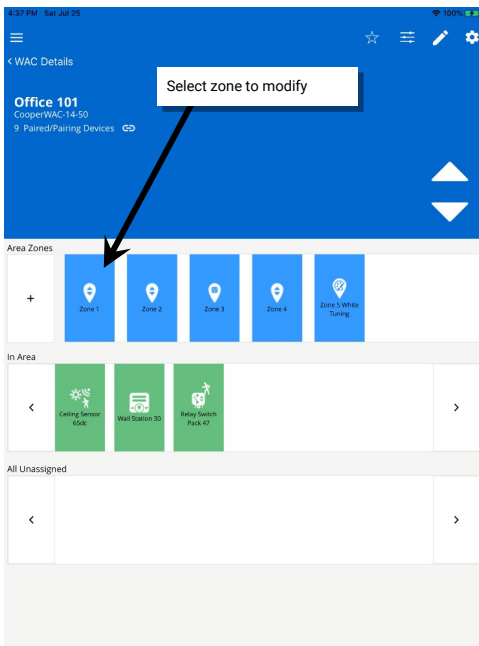 4:37 PM Sat Jul 25
100%
< WAC Details
Select zone to modify
Office 101
CooperWAC-14-50
9 Paired/Pairing Devices
Area Zones
+
Zone 1
Zone 2
Zone 3
Zone 4
Zone 5 White
Tuning
In Area
<
Ceiling Sensor
65dc
Wall Station 30
Relay Switch
Pack 47
>
All Unassigned
<
>